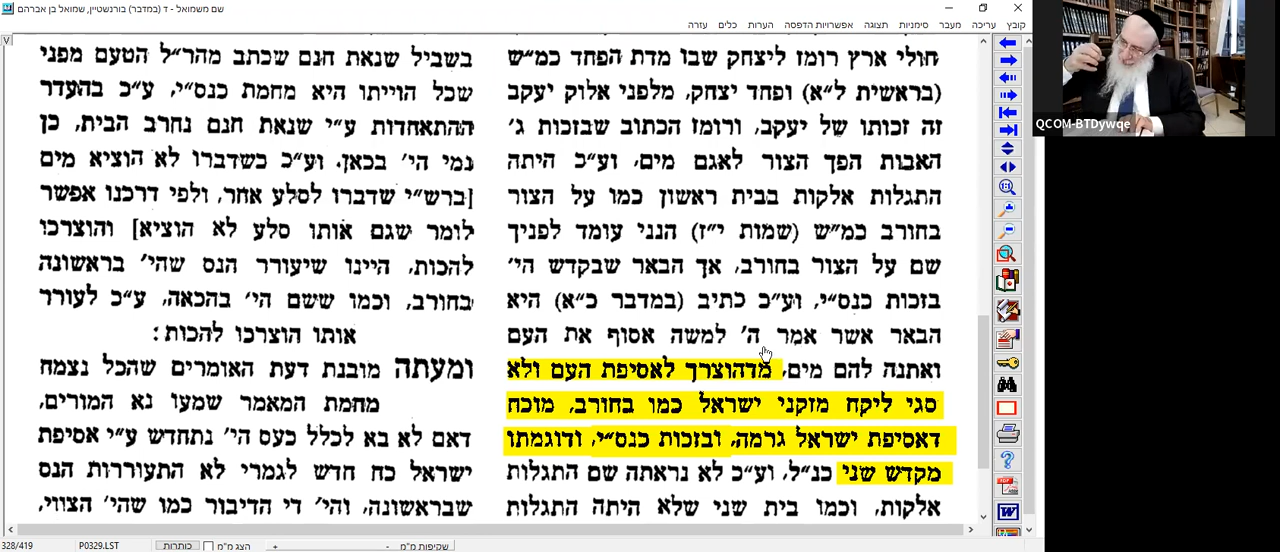 שם משמואל - ד (במדבר) בורנשטיין, שמואל בן אברהם
קובץ עריכה מעבר סימניות תצוגה אפשרויות הדפסה הערות כלים עזרה
V
חולי ארץ רומז ליצחק שבו מדת הפחד כמ״ש
(בראשית ל״א) ופחד יצחק, מלפני אלוק יעקב
זה זכותו של יעקב, ורומז הכתוב שבזכות ג׳
האבות הפך הצור לאגם מים, וע״כ היתה
התגלות אלקות בבית ראשון כמו על הצור
בחורב כמ״ש (שמות י״ז) הנני עומד לפניך
שם על הצור בחורב, אך הבאר שבקדש הי׳
בזכות כנס״י, וע״כ כתיב (במדבר כ״א) היא
הבאר אשר אמר ה׳ למשה אסוף את העם
ואתנה להם מים, מדהוצרך לאסיפת העם ולא
סגי ליקח מזקני ישראל כמו בחורב, מוכח
דאסיפת ישראל גרמה, ובזכות כנס״י, ודוגמתו
מקדש שני כנ״ל, וע״כ לא נראתה שם התגלות
אלקות, וכמו בית שני שלא היתה התגלות
בשביל שנאת חנם שכתב מהר״ל הטעם מפני
שכל הוייתו היא מחמת כנס״י, ע״כ בהעדר
ההתאחדות ע״י שנאת חנם נחרב הבית, כן
נמי הי׳ בכאן. וע״כ כשדברו לא הוציא מים
[ברש״י שדברו לסלע אחר, ולפי דרכנו אפשר
לומר שגם אותו סלע לא הוציא] והוצרכו
להכות, היינו שיעורר הנס שהי׳ בראשונה
בחורב, וכמו ששם הי׳ בהכאה, ע״כ לעורר
אותו הוצרכו להכות:
ומעתה מובנת דעת האומרים שהכל נצמח
מחמת המאמר שמעו נא המורים,
דאם לא בא לכלל כעס הי׳ נתחדש ע״י אסיפת
ישראל כח חדש לגמרי לא התעוררות הנס
שבראשונה, והי׳ די הדיבור כמו שהי׳ הצווי,
QCOM-BTDywqe
328/419 P0329.LST כותרות הצג מ״מ - שקיפות מ״מ +